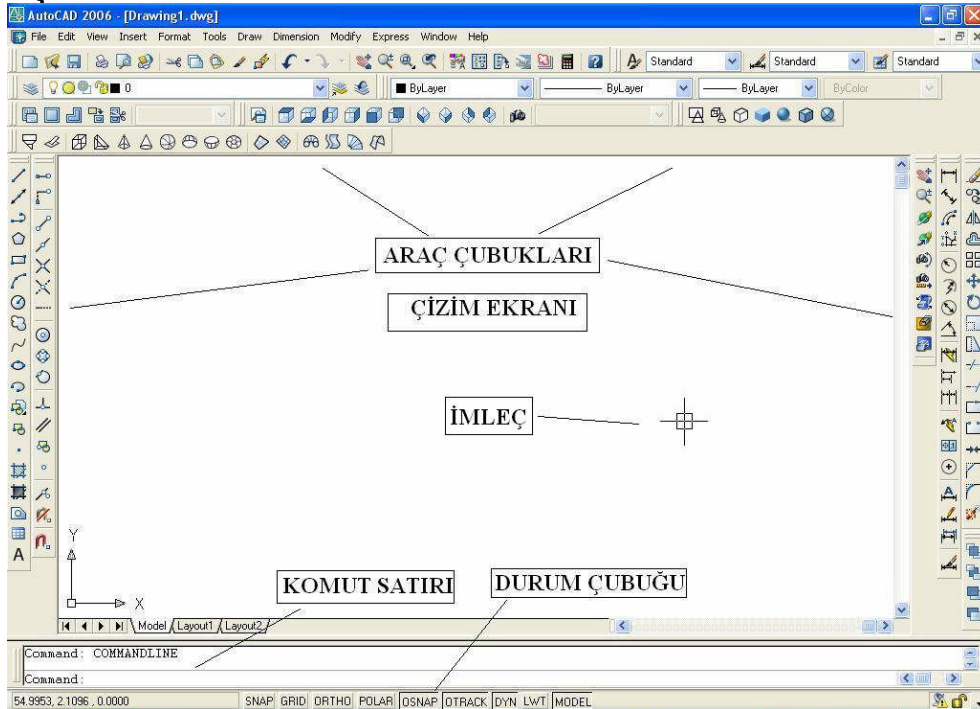 AutoCAD 2006 - [Drawing1.dwg]
File Edit View Insert Format Tools Draw Dimension Modify Express Window Help
Standard Standard Standard
0 ByLayer ByLayer ByLayer ByColor
ARAÇ ÇUBUKLARI
ÇİZİM EKRANI
İMLEÇ
Y
X
KOMUT SATIRI
DURUM ÇUBUĞU
Model Layout1 Layout2
Command: COMMANDLINE
Command:
54.9953, 2.1096 , 0.0000 SNAP GRID ORTHO POLAR OSNAP OTRACK DYN LWT MODEL